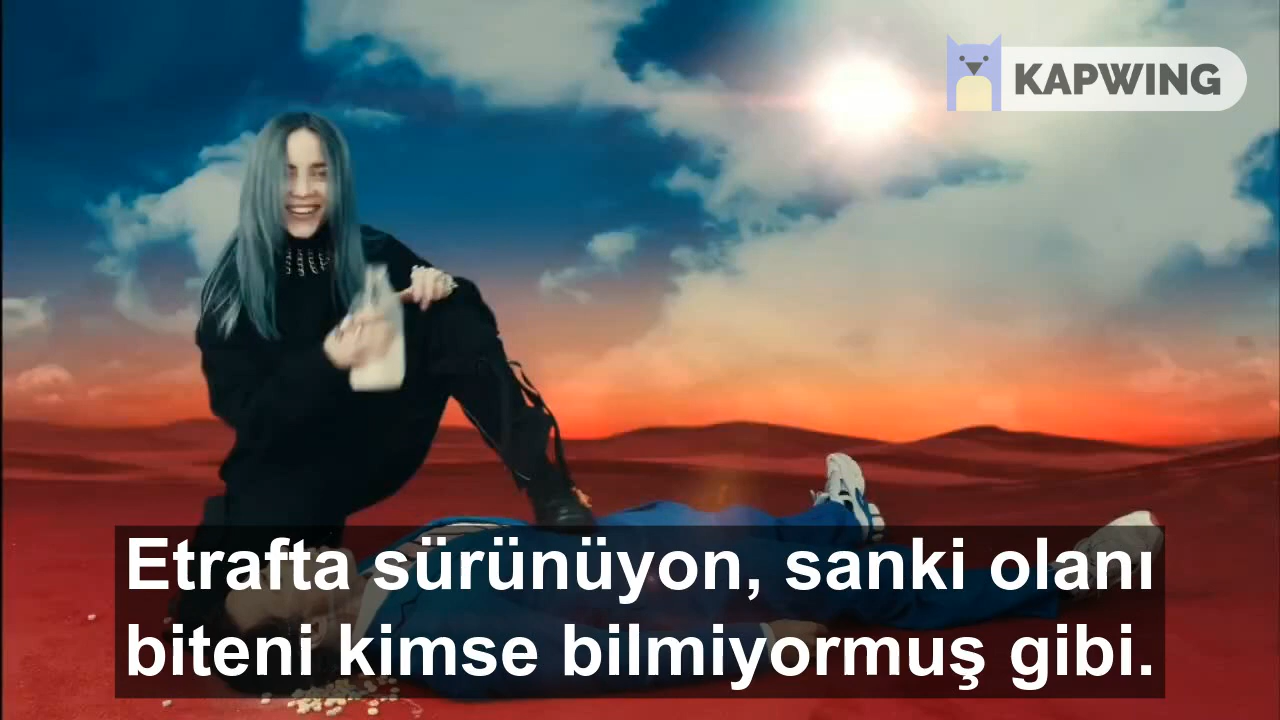 KAPWING
Etrafta sürünüyon, sanki olanı
biteni kimse bilmiyormuş gibi.